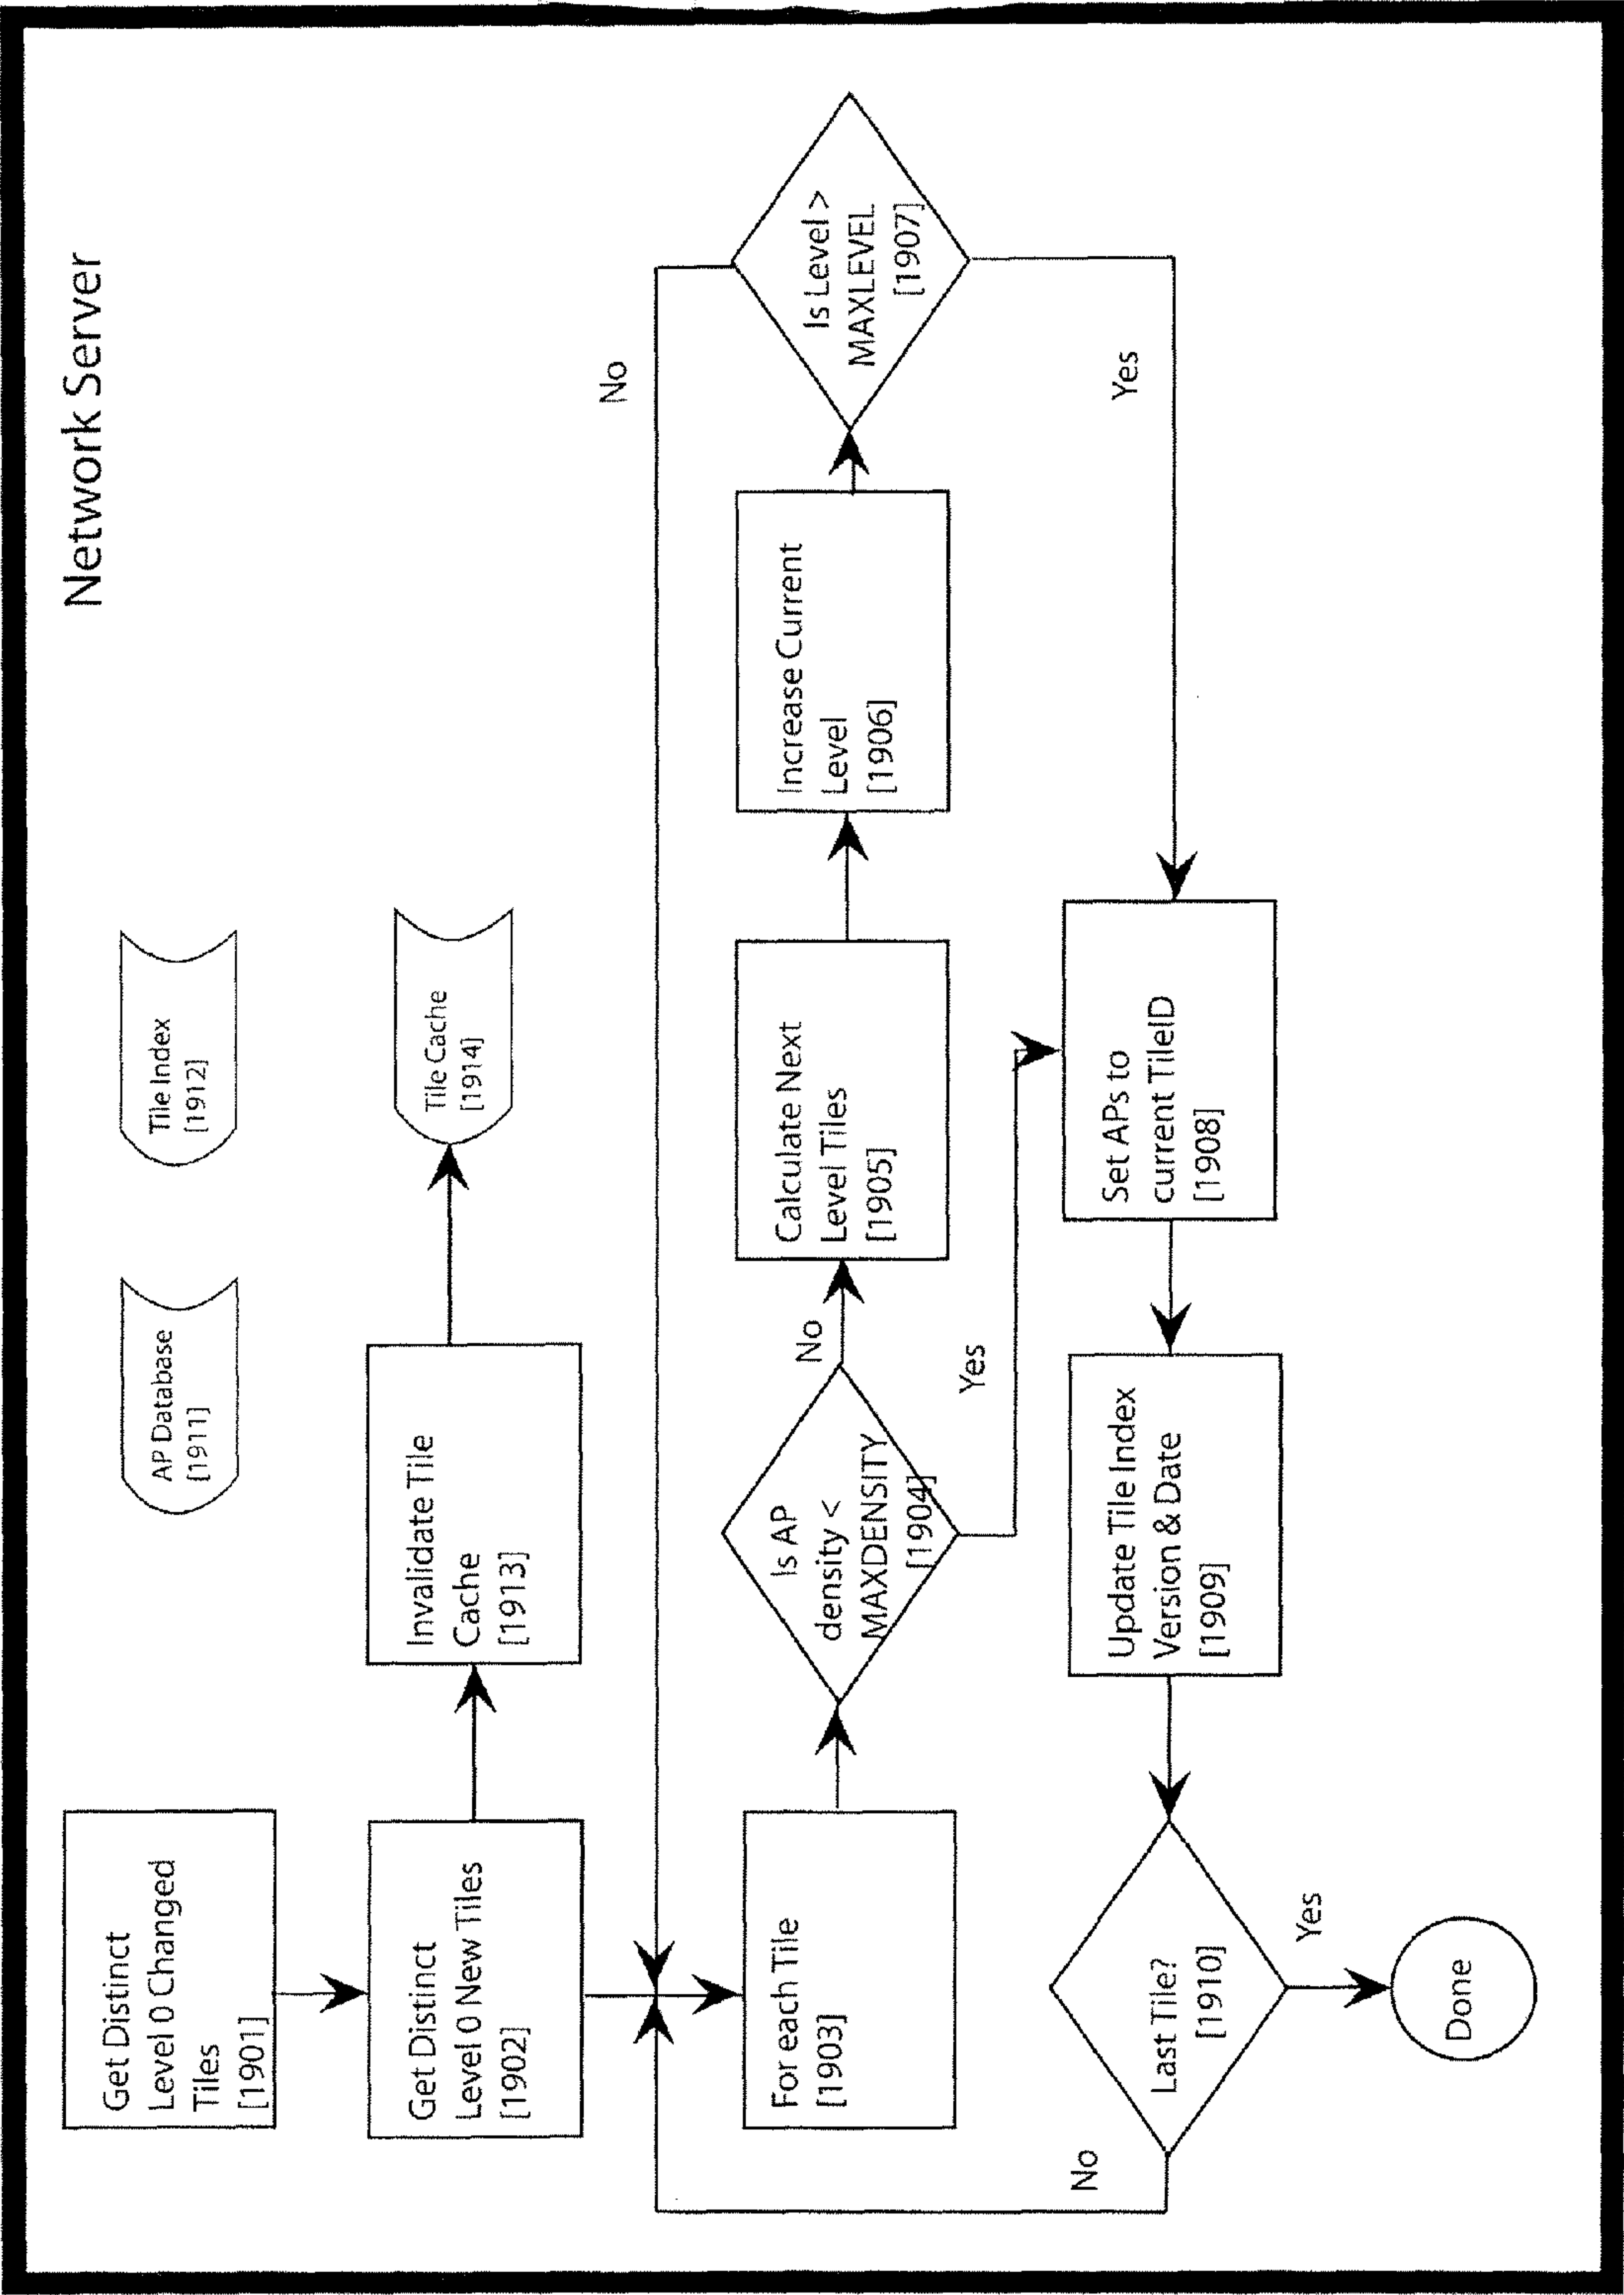 Network Server
Get Distinct
Level 0 Changed
Tiles
[1901]
AP Database
[1911]
Tile Index
[1912]
Get Distinct
Level 0 New Tiles
[1902]
Invalidate Tile
Cache
[1913]
Tile Cache
[1914]
No
For each Tile
[1903]
Is AP
density <
MAXDENSITY
[1904]
No
Yes
Calculate Next
Level Tiles
[1905]
Increase Current
Level
[1906]
Is Level >
MAXLEVEL
[1907]
Yes
Set APs to
current TileID
[1908]
Update Tile Index
Version & Date
[1909]
Last Tile?
[1910]
No
Yes
Done